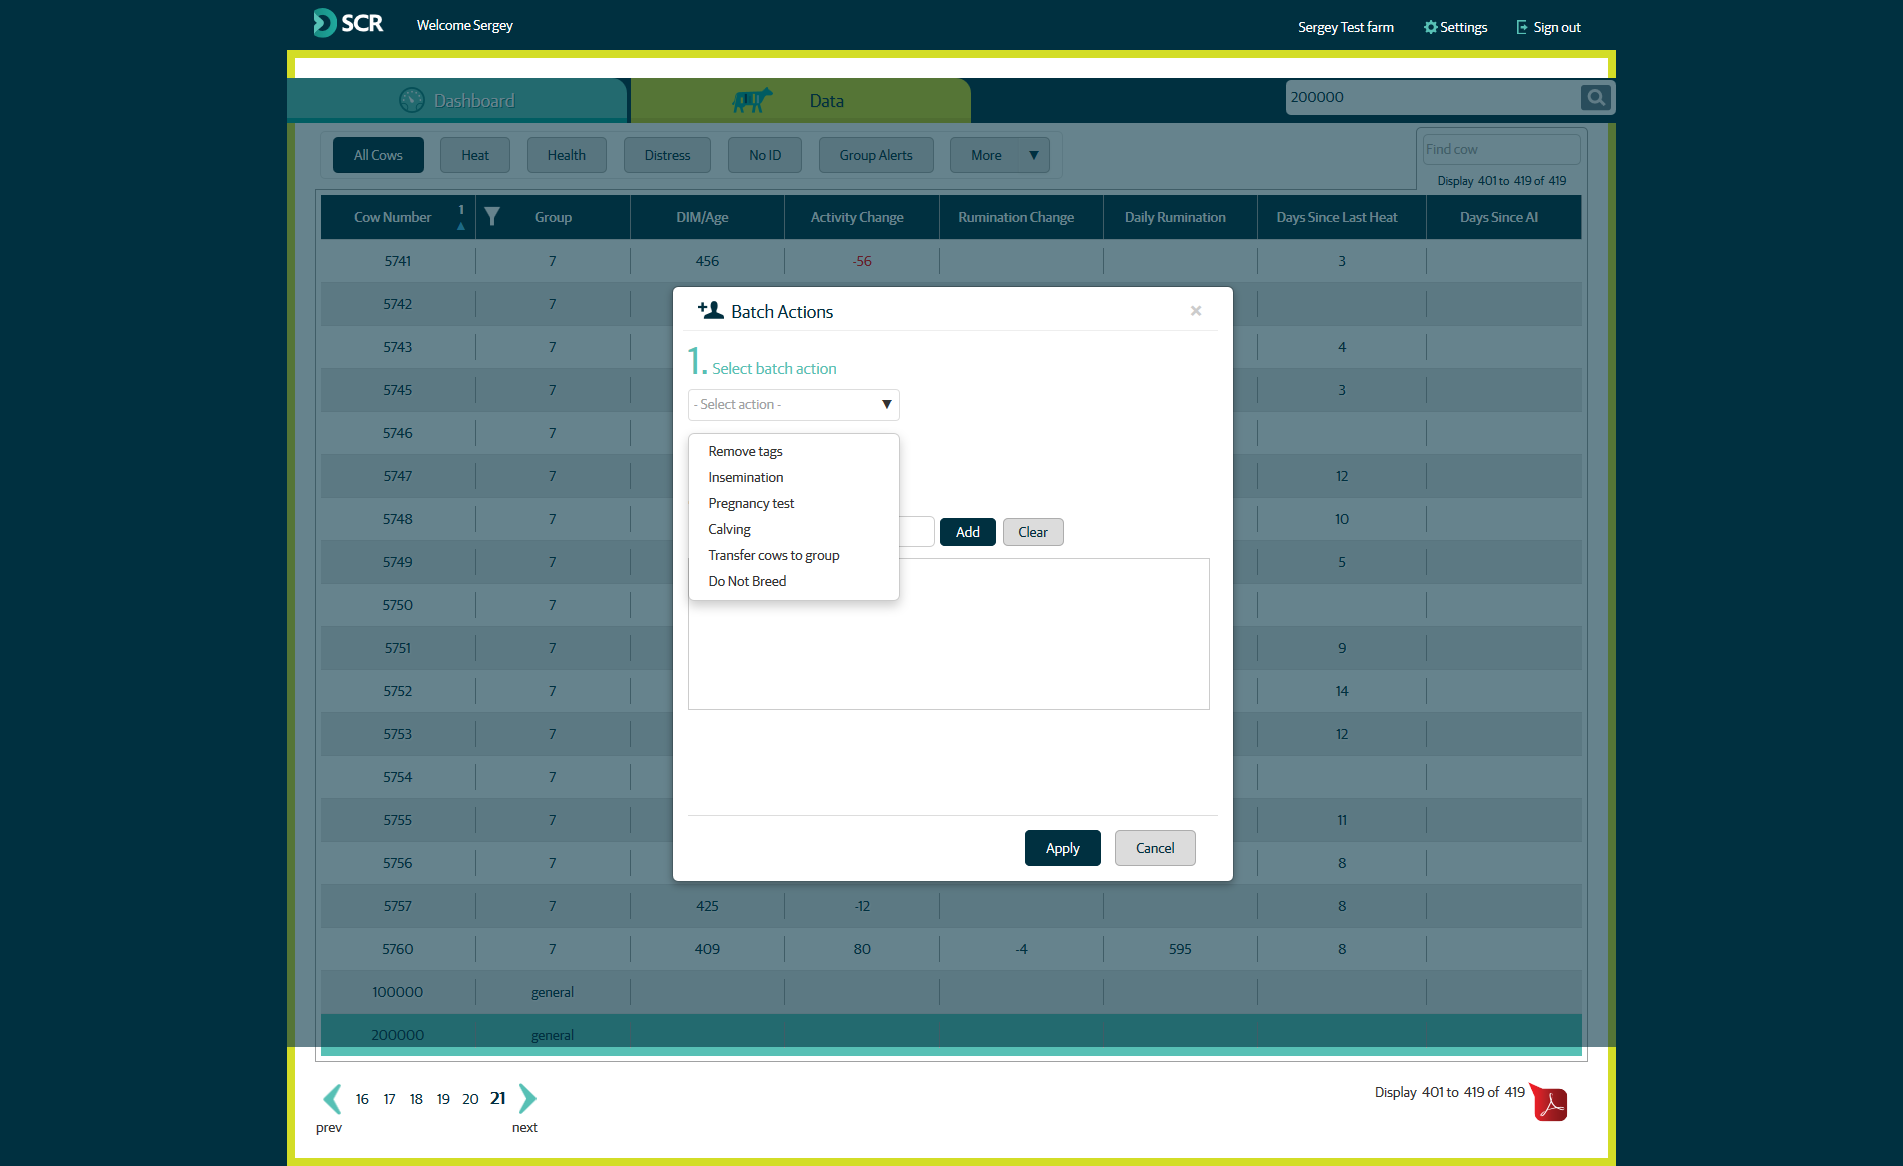 SCR
Welcome Sergey
Sergey Test farm
Settings
Sign out
Dashboard
Data
200000
All Cows
Heat
Health
Distress
No ID
Group Alerts
More
Find cow
Display 401 to 419 of 419
Cow Number 1 Group DIM/Age Activity Change Rumination Change Daily Rumination Days Since Last Heat Days Since AI
5741 7 456 -56 3
5742 7
5743 7 4
5745 7 3
5746 7
5747 7 12
5748 7 10
5749 7 5
5750 7
5751 7 9
5752 7 14
5753 7 12
5754 7
5755 7 11
5756 7 8
5757 7 425 -12 8
5760 7 409 80 -4 595 8
100000 general
200000 general
Batch Actions
1. Select batch action
- Select action -
Remove tags
Insemination
Pregnancy test
Calving
Transfer cows to group
Do Not Breed
Add
Clear
Apply
Cancel
16 17 18 19 20 21
prev
next
Display 401 to 419 of 419